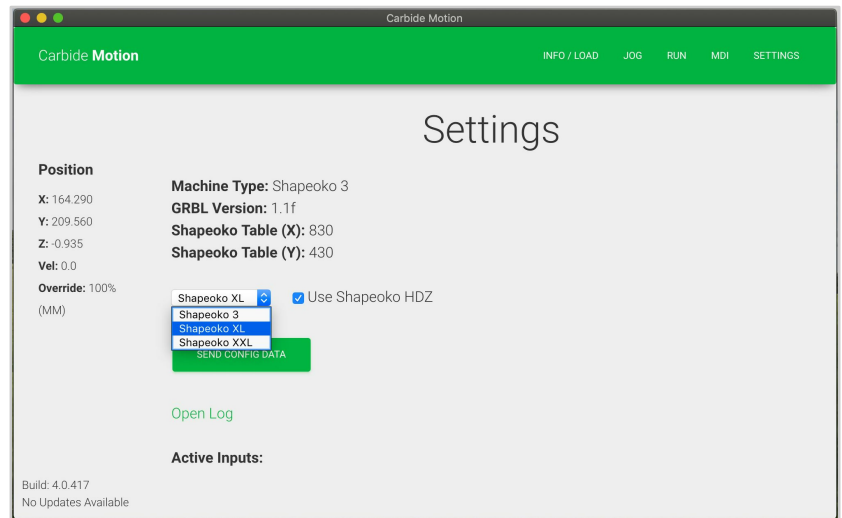 Carbide Motion
Carbide Motion
INFO / LOAD JOG RUN MDI SETTINGS
Settings
Position
X: 164.290
Y: 209.560
Z: -0.935
Vel: 0.0
Override: 100%
(MM)
Machine Type: Shapeoko 3
GRBL Version: 1.1f
Shapeoko Table (X): 830
Shapeoko Table (Y): 430
Shapeoko XL Use Shapeoko HDZ
Shapeoko 3
Shapeoko XL
Shapeoko XXL
SEND CONFIG DATA
Open Log
Active Inputs:
Build: 4.0.417
No Updates Available